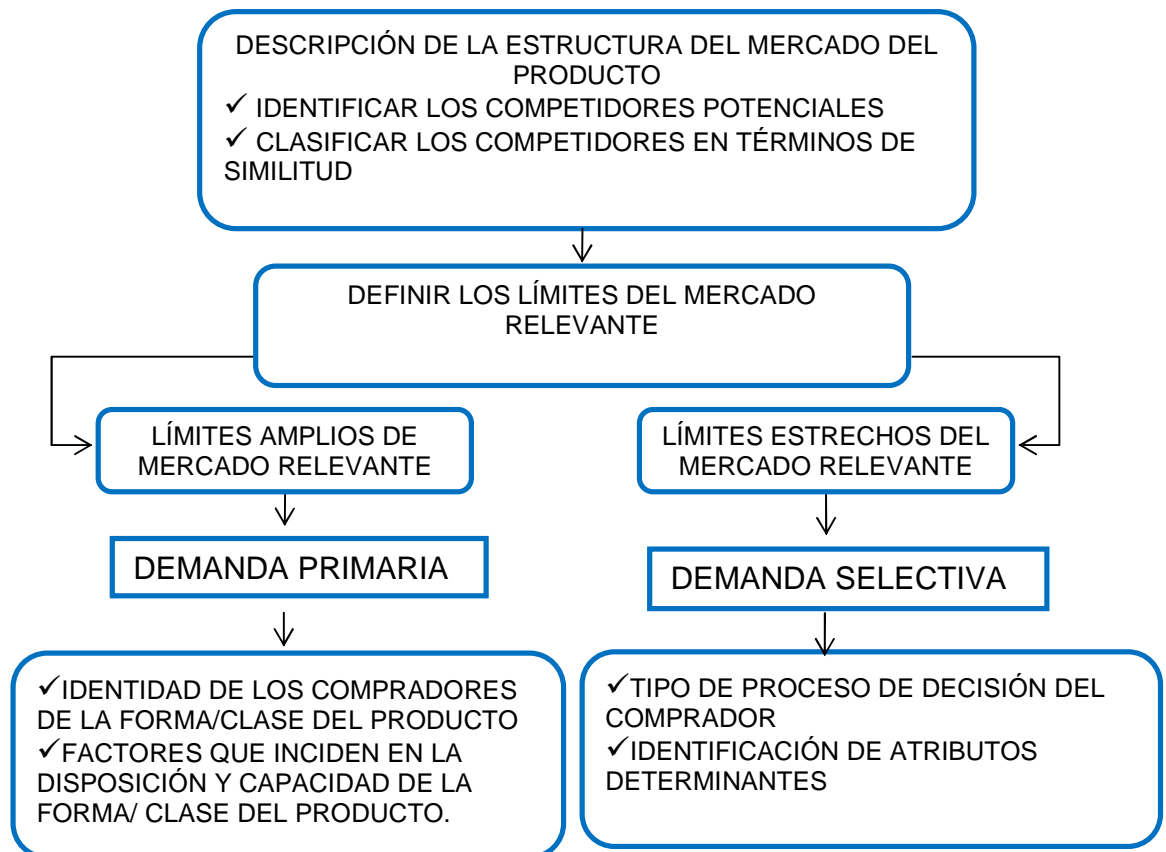 DESCRIPCIÓN DE LA ESTRUCTURA DEL MERCADO DEL
PRODUCTO
✓ IDENTIFICAR LOS COMPETIDORES POTENCIALES
✓ CLASIFICAR LOS COMPETIDORES EN TÉRMINOS DE
SIMILITUD
DEFINIR LOS LÍMITES DEL MERCADO
RELEVANTE
LÍMITES AMPLIOS DE
MERCADO RELEVANTE
LÍMITES ESTRECHOS DEL
MERCADO RELEVANTE
DEMANDA PRIMARIA
DEMANDA SELECTIVA
✓IDENTIDAD DE LOS COMPRADORES
DE LA FORMA/CLASE DEL PRODUCTO
✓FACTORES QUE INCIDEN EN LA
DISPOSICIÓN Y CAPACIDAD DE LA
FORMA/ CLASE DEL PRODUCTO.
✓TIPO DE PROCESO DE DECISIÓN DEL
COMPRADOR
✓IDENTIFICACIÓN DE ATRIBUTOS
DETERMINANTES